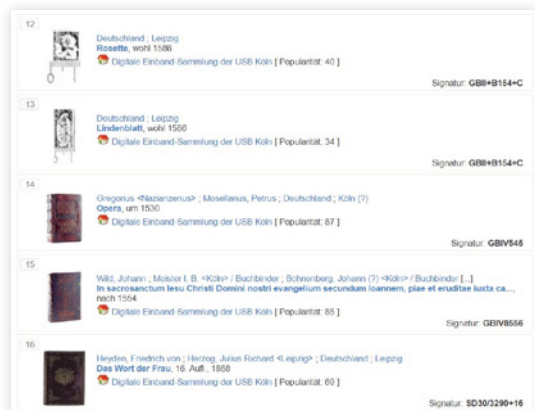 12
Deutschland ; Leipzig
Rosette, wohl 1586
Digitale Einband-Sammlung der USB Köln [ Popularität: 40 ]
Signatur: GBII+B154+C
13
Deutschland ; Leipzig
Lindenblatt, wohl 1586
Digitale Einband-Sammlung der USB Köln [ Popularität: 34 ]
Signatur: GBII+B154+C
14
Gregorius <Nazianzenus> ; Mosellanus, Petrus ; Deutschland ; Köln (?)
Opera, um 1530
Digitale Einband-Sammlung der USB Köln [ Popularität: 87 ]
Signatur: GBIV545
15
Wild, Johann ; Meister I. B. <Köln> / Buchbinder ; Bohnenberg, Johann (?) <Köln> / Buchbinder [...]
In sacrosanctum Iesu Christi Domini nostri evangelium secundum Ioannem, piae et eruditae iuxta ca...,
nach 1554
Digitale Einband-Sammlung der USB Köln [ Popularität: 85 ]
Signatur: GBIV8556
16
Heyden, Friedrich von ; Herzog, Julius Richard <Leipzig> ; Deutschland ; Leipzig
Das Wort der Frau, 16. Aufl., 1868
Digitale Einband-Sammlung der USB Köln [ Popularität: 60 ]
Signatur: SD30/3290+16